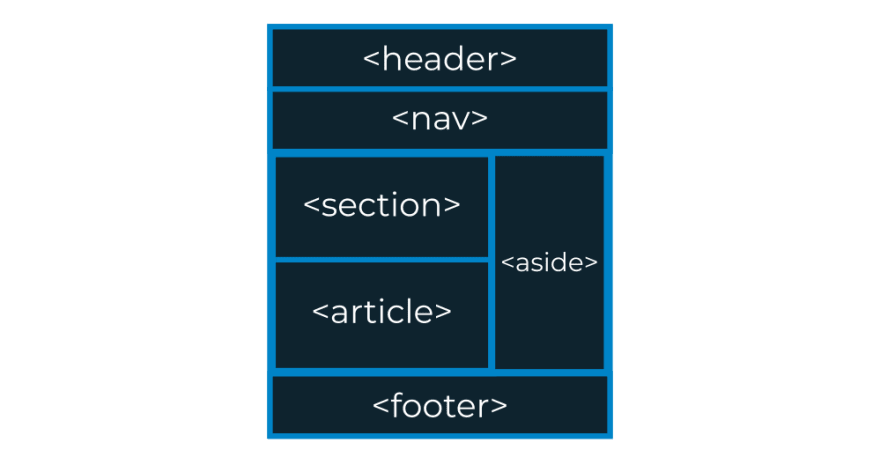 <header>
<nav>
<section>
<aside>
<article>
<footer>